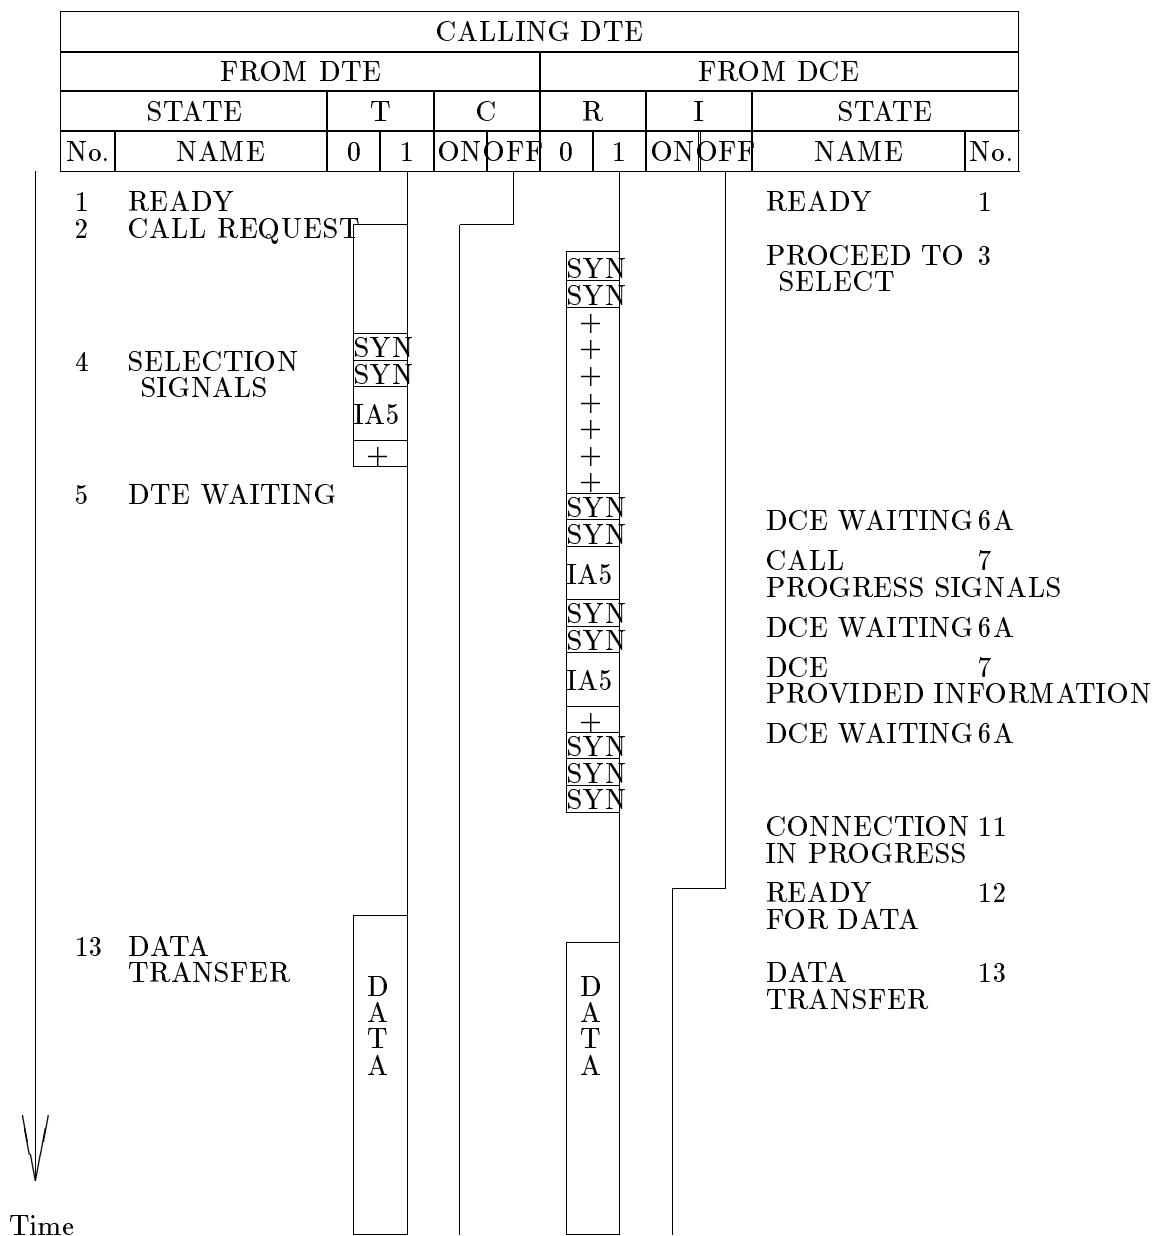 CALLING DTE
FROM DTE FROM DCE
STATE T C R I STATE
No. NAME 0 1 ON OFF 0 1 ON OFF NAME No.
1 READY READY 1
2 CALL REQUEST
PROCEED TO 3
SYN
SELECT
SYN
+
SYN
+
4 SELECTION
SYN
+
SIGNALS
+
IA5
+
+
+
+
5 DTE WAITING
SYN
DCE WAITING 6A
SYN
CALL 7
IA5
PROGRESS SIGNALS
SYN
DCE WAITING 6A
SYN
DCE 7
IA5
PROVIDED INFORMATION
+
DCE WAITING 6A
SYN
SYN
SYN
CONNECTION 11
IN PROGRESS
READY 12
FOR DATA
13 DATA
TRANSFER
DATA 13
D D
TRANSFER
A A
T T
A A
Time